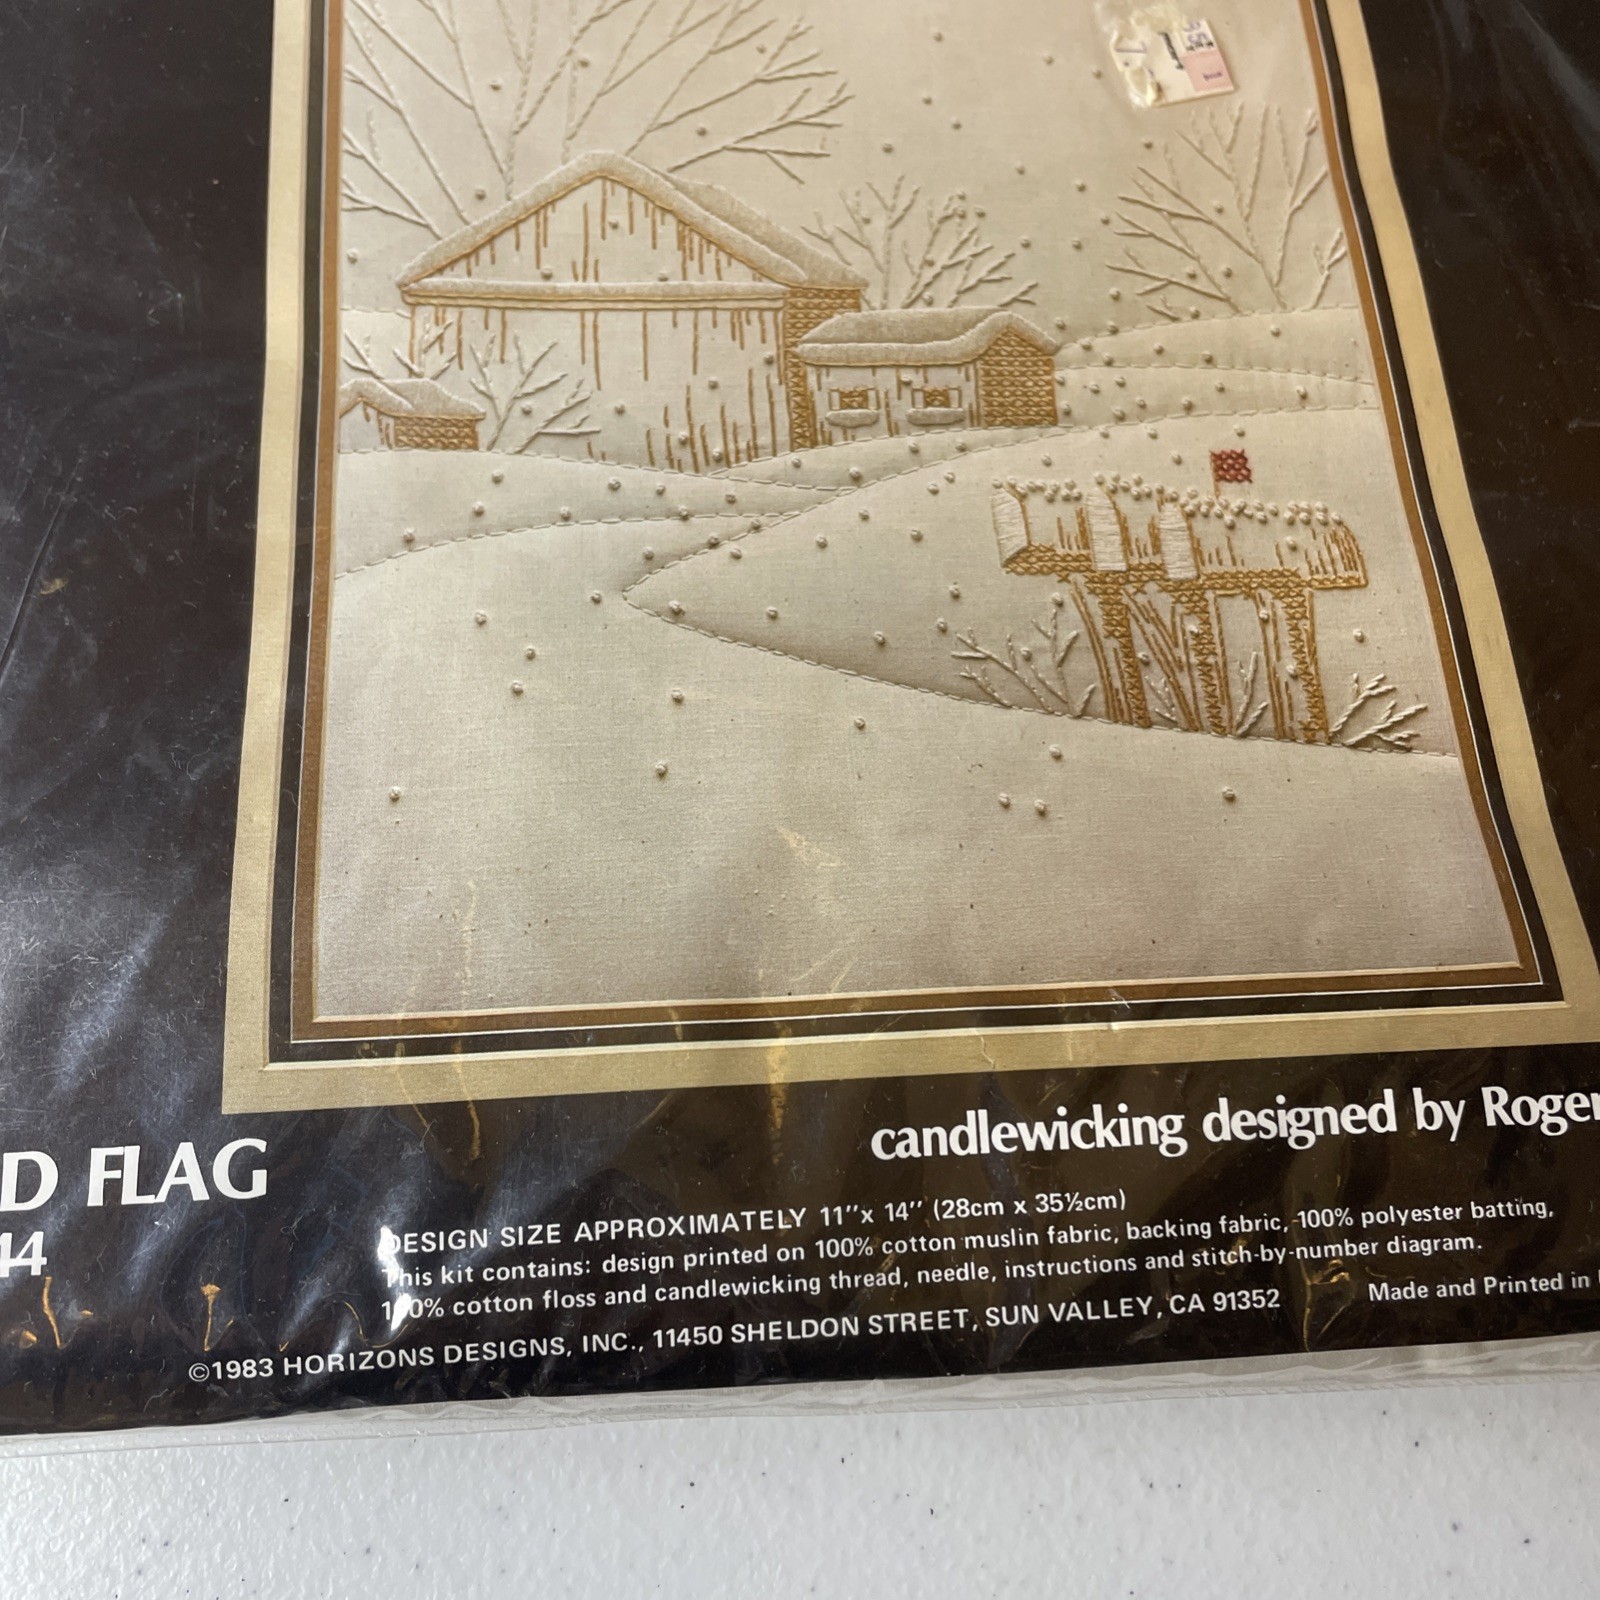 D FLAG
44
candlewicking designed by Roger
DESIGN SIZE APPROXIMATELY 11"x 14" (28cm x 35½cm)
This kit contains: design printed on 100% cotton muslin fabric, backing fabric, 100% polyester batting,
100% cotton floss and candlewicking thread, needle, instructions and stitch-by-number diagram.
Made and Printed in
©1983 HORIZONS DESIGNS, INC., 11450 SHELDON STREET, SUN VALLEY, CA 91352